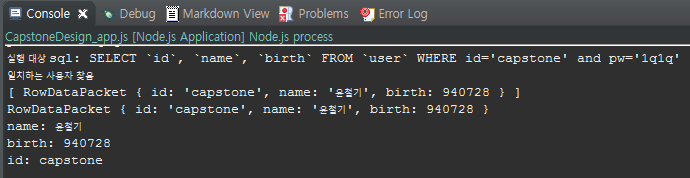 Console Debug Markdown View Problems Error Log
CapstoneDesign_app.js [Node.js Application] Node.js process
실행 대상 sql: SELECT `id`, `name`, `birth` FROM `user` WHERE id='capstone' and pw='1q1q'
일치하는 사용자 찾음
[ RowDataPacket { id: 'capstone', name: '윤철기', birth: 940728 } ]
RowDataPacket { id: 'capstone', name: '윤철기', birth: 940728 }
name: 윤철기
birth: 940728
id: capstone